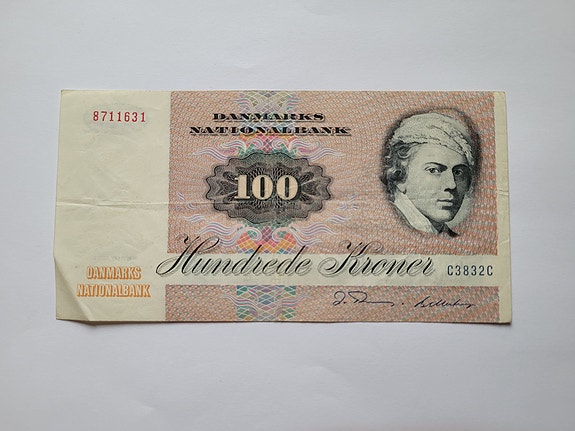 8711631
DANMARKS
NATIONALBANK
100
Hundrede Kroner
C3832C
DANMARKS
NATIONALBANK